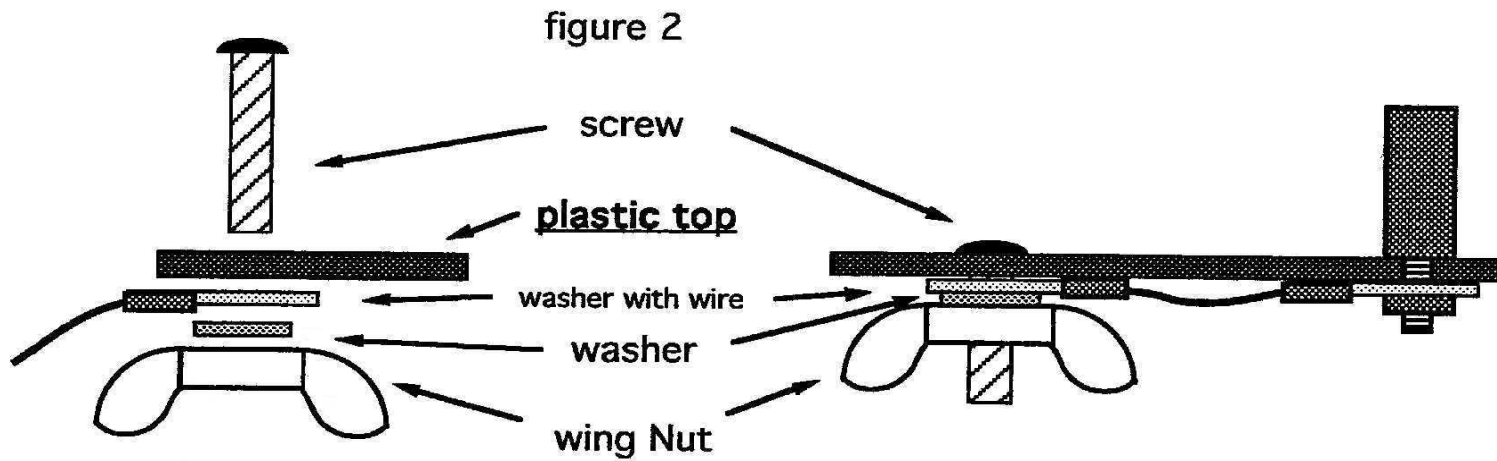 figure 2
screw
plastic top
washer with wire
washer
wing Nut